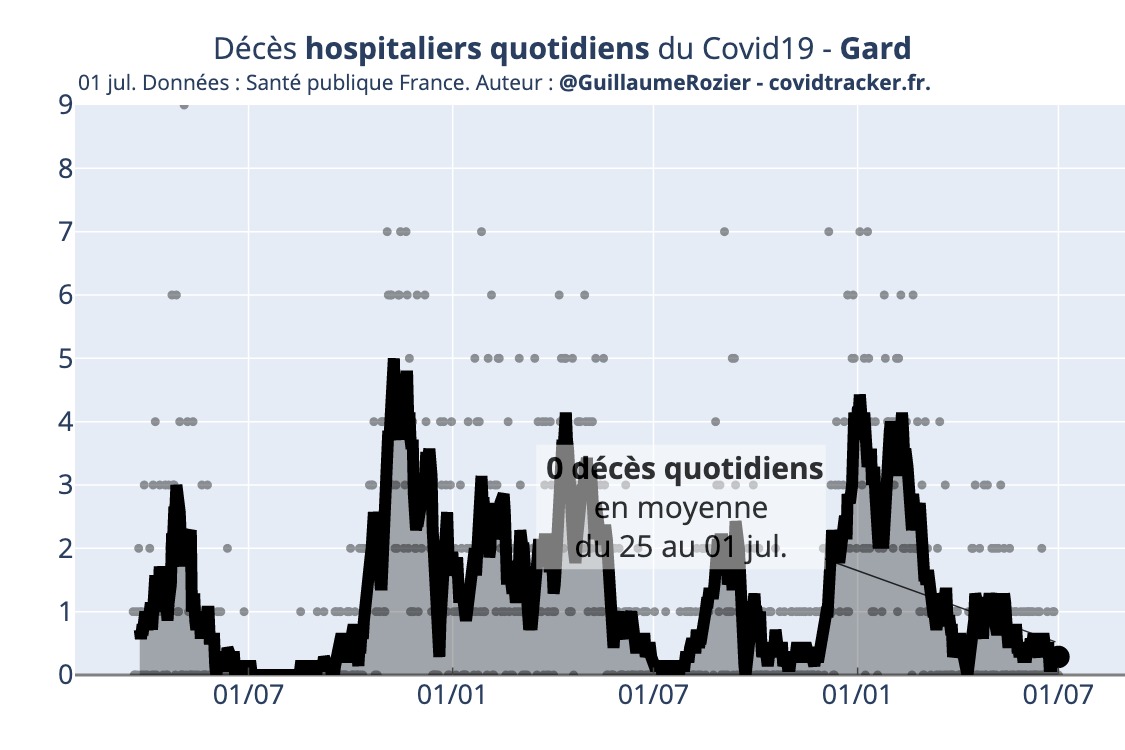 Décès hospitaliers quotidiens du Covid19 - Gard
01 jul. Données : Santé publique France. Auteur : @GuillaumeRozier - covidtracker.fr.
9
8
7
6
5
4
3
2
1
0
0 décès quotidiens
en moyenne
du 25 au 01 jul.
01/07 01/01 01/07 01/01 01/07